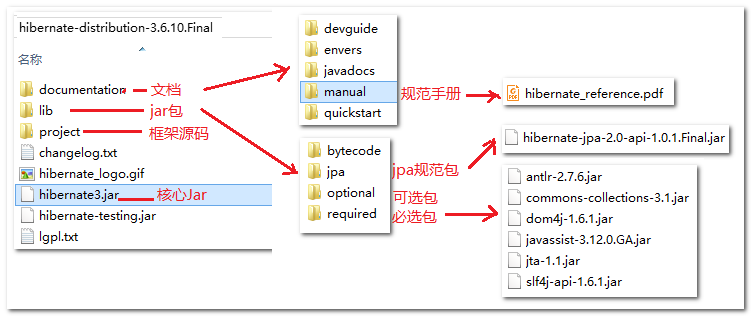 hibernate-distribution-3.6.10.Final
名称
documentation 文档
lib jar包
project 框架源码
changelog.txt
hibernate_logo.gif
hibernate3.jar 核心Jar
hibernate-testing.jar
lgpl.txt
devguide
envers
javadocs
manual 规范手册
quickstart
hibernate_reference.pdf
bytecode
jpa jpa规范包
optional 可选包
required 必选包
hibernate-jpa-2.0-api-1.0.1.Final.jar
antlr-2.7.6.jar
commons-collections-3.1.jar
dom4j-1.6.1.jar
javassist-3.12.0.GA.jar
jta-1.1.jar
slf4j-api-1.6.1.jar